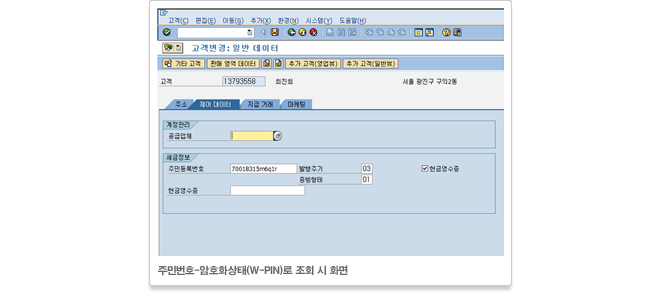 고객(C) 편집(E) 이동(G) 추가(X) 환경(N) 시스템(Y) 도움말(H)
고객변경: 일반 데이터
기타 고객 판매 영역 데이터 추가 고객(영업뷰) 추가 고객(일반뷰)
고객 13793558 최진희 서울 광진구 구의2동
주소 제어 데이터 지급 거래 마케팅
계정관리
공급업체
세금정보
주민등록번호 7001B315m6q1r 발행주기 03 현금영수증
증빙형태 01
현금영수증
주민번호-암호화상태(W-PIN)로 조회 시 화면